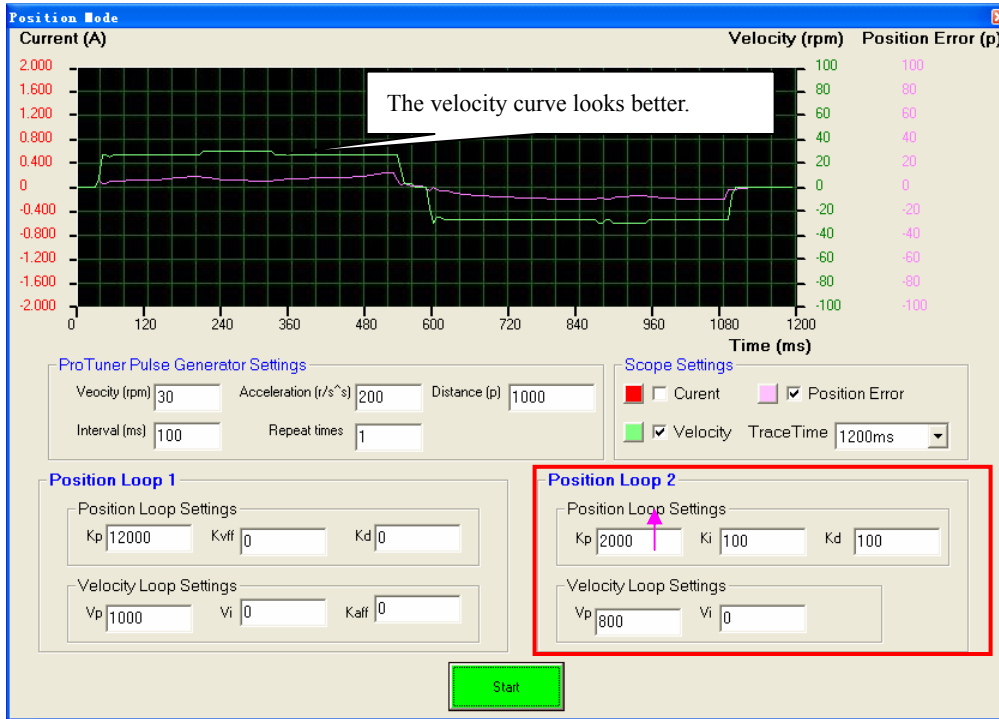 Position Mode
Current (A) Velocity (rpm) Position Error (p)
2.000 100 100
1.600 80 80
1.200 60 60
0.800 40 40
0.400 20 20
0 0 0
-0.400 -20 -20
-0.800 -40 -40
-1.200 -60 -60
-1.600 -80 -80
-2.000 -100 -100
The velocity curve looks better.
0 120 240 360 480 600 720 840 960 1080 1200
Time (ms)
ProTuner Pulse Generator Settings
Veocity (rpm) 30 Acceleration (r/s^s) 200 Distance (p) 1000
Interval (ms) 100 Repeat times 1
Scope Settings
Curent Position Error
Velocity TraceTime 1200ms
Position Loop 1
Position Loop Settings
Kp 12000 Kvff 0 Kd 0
Velocity Loop Settings
Vp 1000 Vi 0 Kaff 0
Position Loop 2
Position Loop Settings
Kp 2000 Ki 100 Kd 100
Velocity Loop Settings
Vp 800 Vi 0
Start